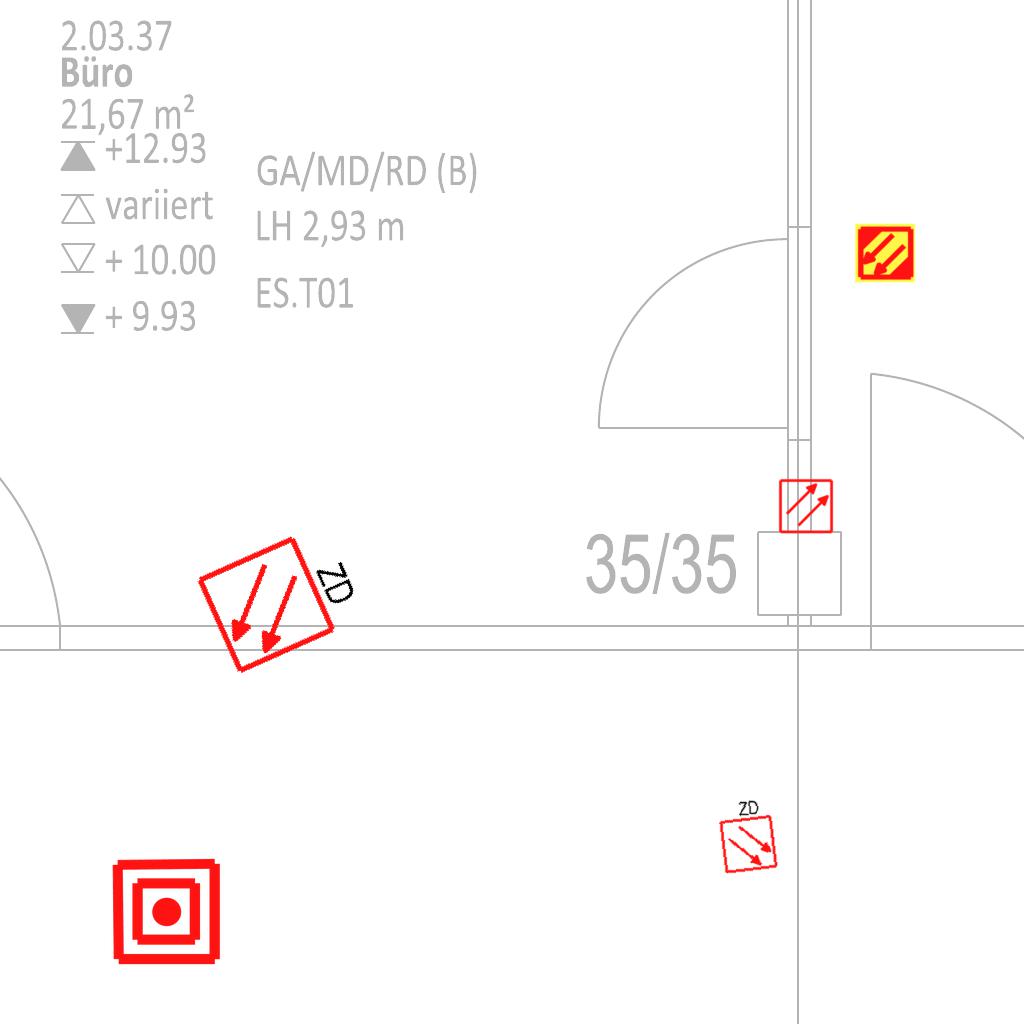 2.03.37
Büro
21,67 m²
+12.93
GA/MD/RD (B)
variiert
LH 2,93 m
+ 10.00
ES.T01
+ 9.93
35/35
ZD
ZD